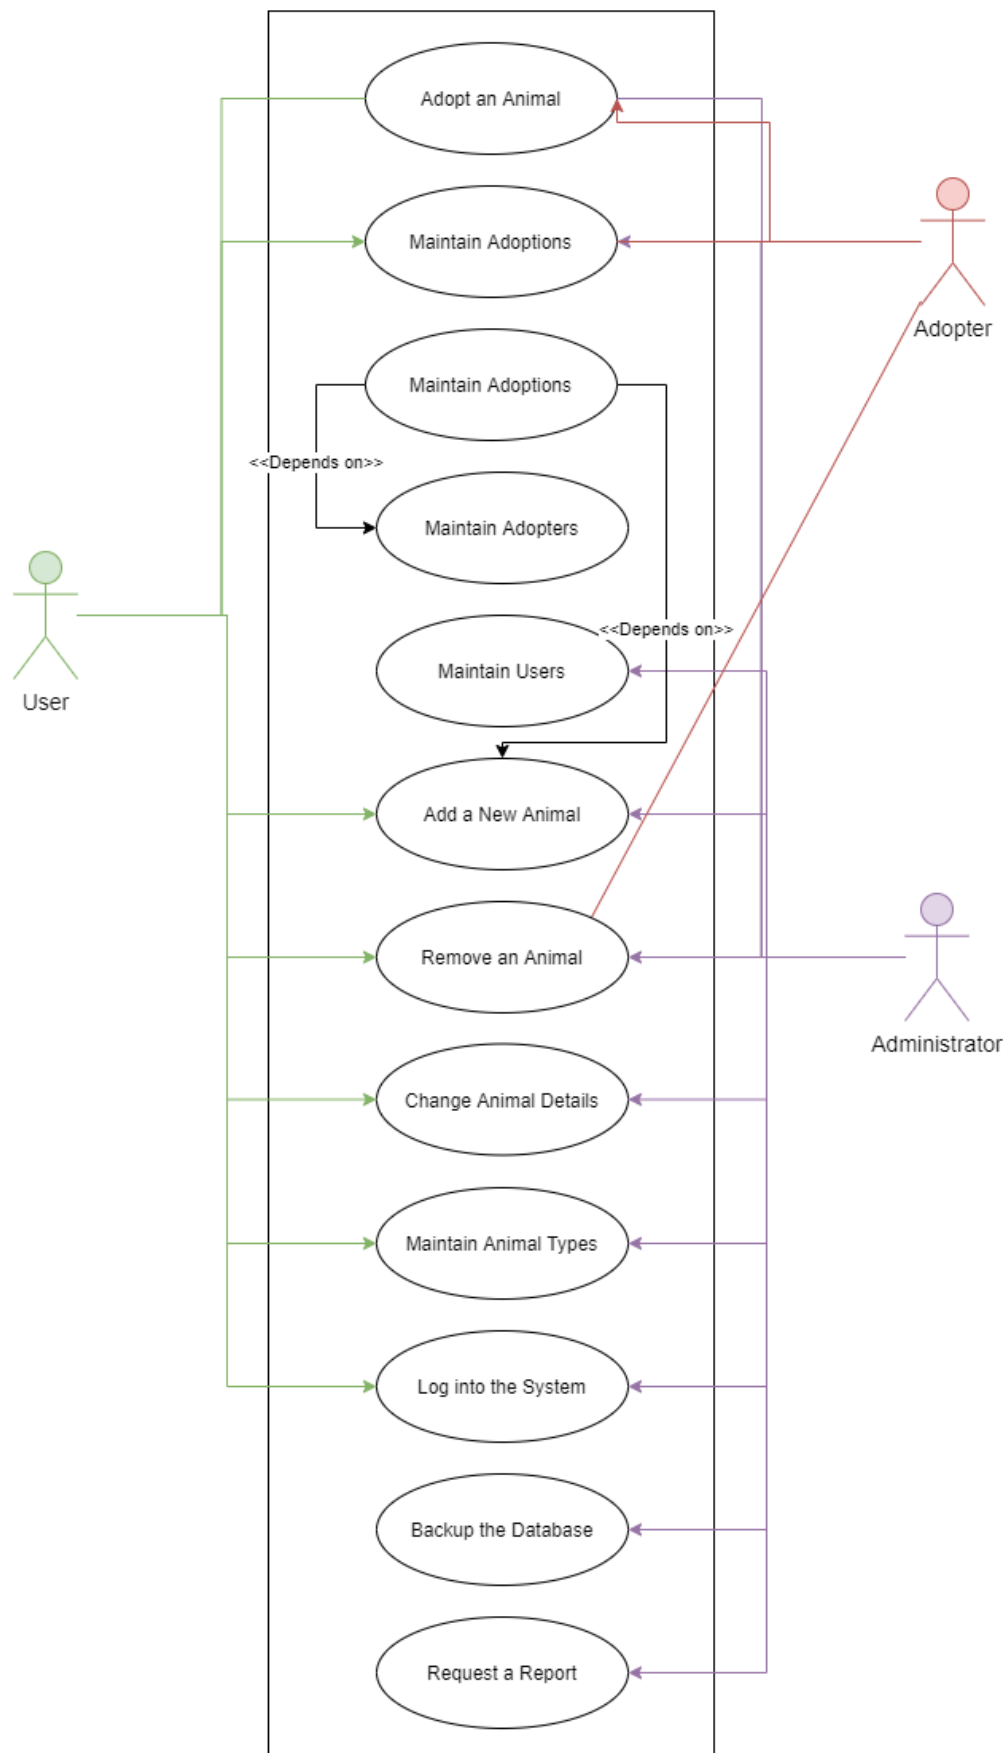 Adopt an Animal
Maintain Adoptions
Adopter
Maintain Adoptions
<<Depends on>>
Maintain Adopters
<<Depends on>>
Maintain Users
User
Add a New Animal
Remove an Animal
Administrator
Change Animal Details
Maintain Animal Types
Log into the System
Backup the Database
Request a Report